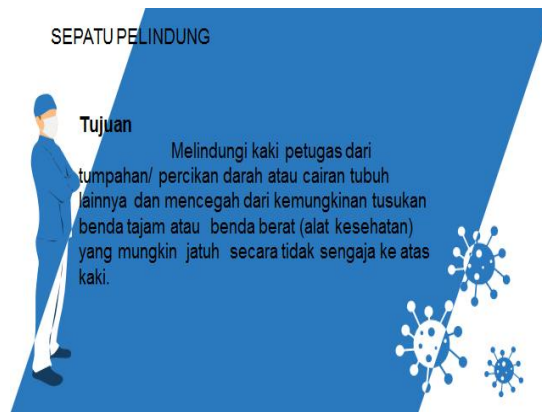 SEPATU PELINDUNG
Tujuan
Melindungi kaki petugas dari
tumpahan/ percikan darah atau cairan tubuh
lainnya dan mencegah dari kemungkinan tusukan
benda tajam atau benda berat (alat kesehatan)
yang mungkin jatuh secara tidak sengaja ke atas
kaki.